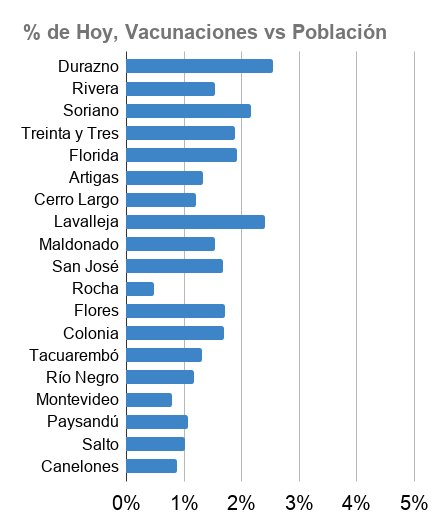 % de Hoy, Vacunaciones vs Población
Durazno
Rivera
Soriano
Treinta y Tres
Florida
Artigas
Cerro Largo
Lavalleja
Maldonado
San José
Rocha
Flores
Colonia
Tacuarembó
Río Negro
Montevideo
Paysandú
Salto
Canelones
0% 1% 2% 3% 4% 5%